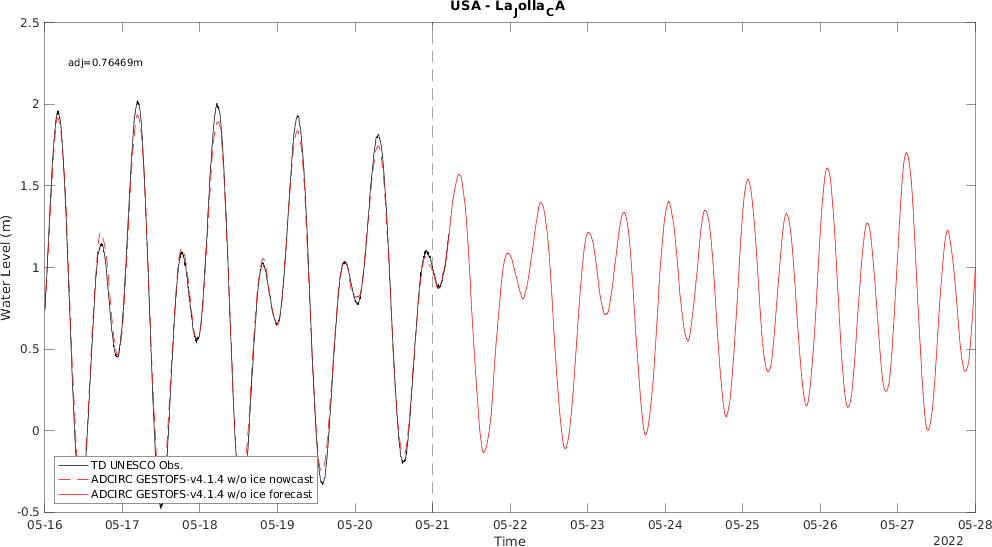 USA - LaJollaCA
adj=0.76469m
2.5
2
1.5
1
0.5
0
-0.5
Water Level (m)
TD UNESCO Obs.
ADCIRC GESTOFS-v4.1.4 w/o ice nowcast
ADCIRC GESTOFS-v4.1.4 w/o ice forecast
05-16 05-17 05-18 05-19 05-20 05-21 05-22 05-23 05-24 05-25 05-26 05-27 05-28
Time
2022